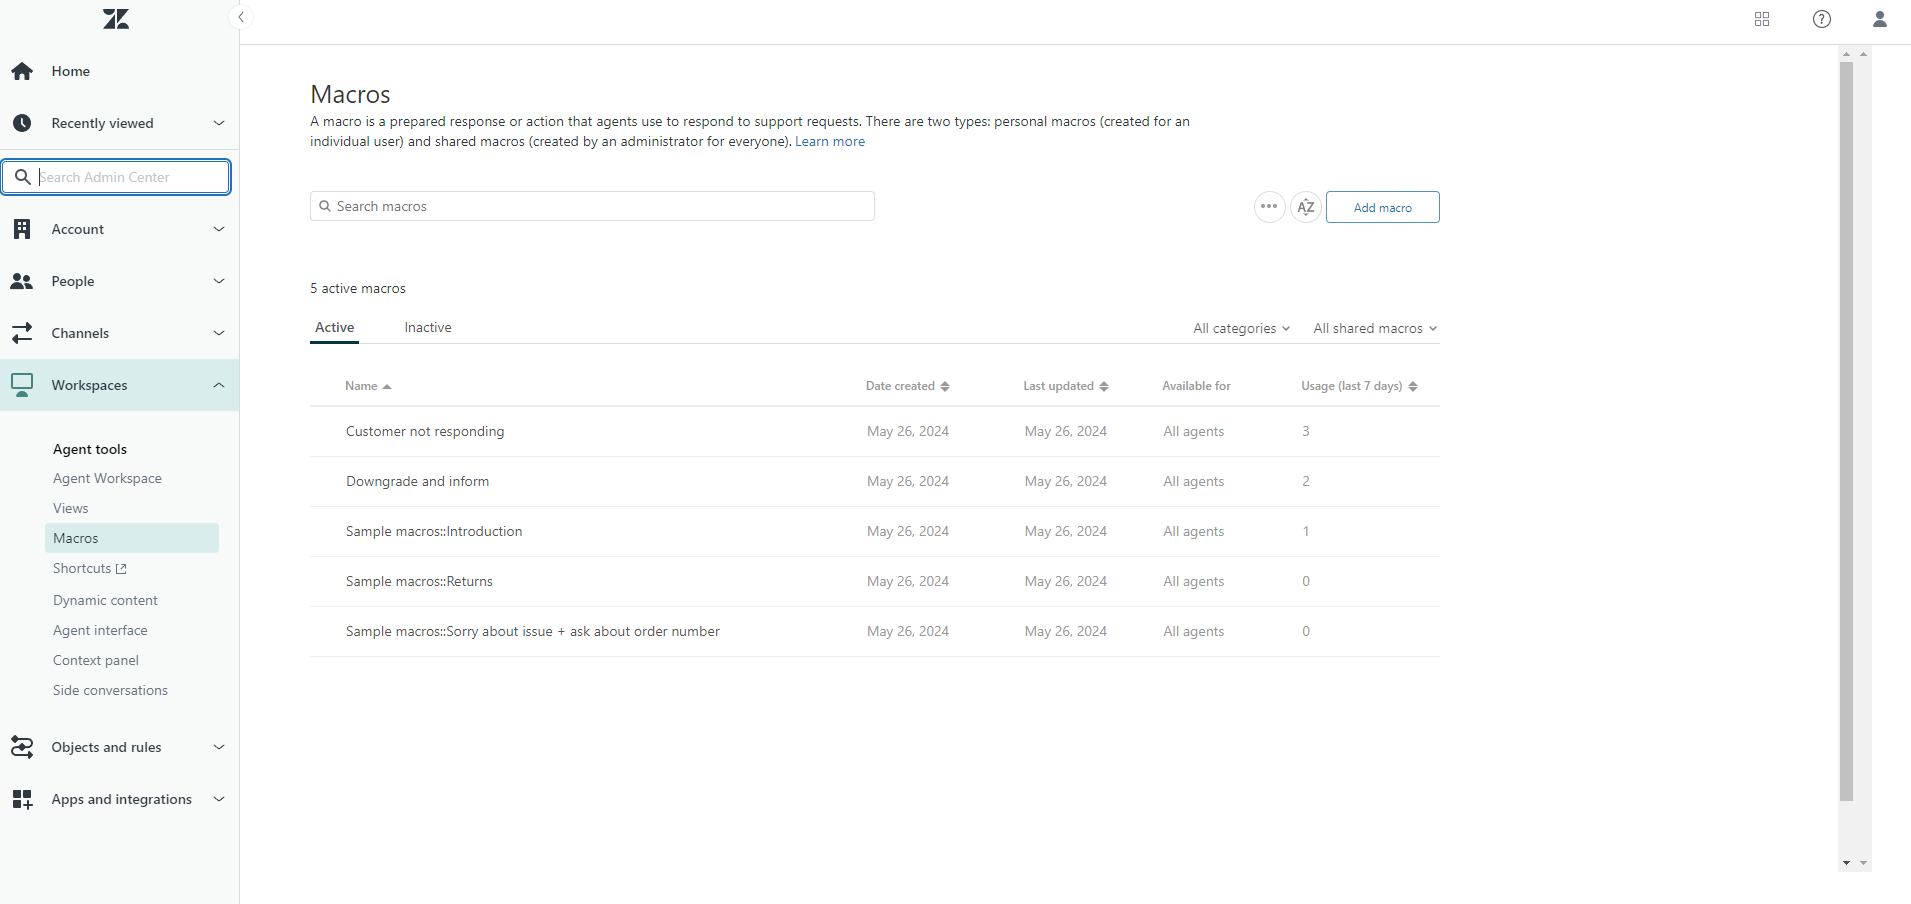 Home
Recently viewed
Search Admin Center
Account
People
Channels
Workspaces
Agent tools
Agent Workspace
Views
Macros
Shortcuts
Dynamic content
Agent interface
Context panel
Side conversations
Objects and rules
Apps and integrations
Macros
A macro is a prepared response or action that agents use to respond to support requests. There are two types: personal macros (created for an
individual user) and shared macros (created by an administrator for everyone). Learn more
Search macros
AZ
Add macro
5 active macros
Active Inactive All categories All shared macros
Name Date created Last updated Available for Usage (last 7 days)
Customer not responding May 26, 2024 May 26, 2024 All agents 3
Downgrade and inform May 26, 2024 May 26, 2024 All agents 2
Sample macros::Introduction May 26, 2024 May 26, 2024 All agents 1
Sample macros::Returns May 26, 2024 May 26, 2024 All agents 0
Sample macros::Sorry about issue + ask about order number May 26, 2024 May 26, 2024 All agents 0